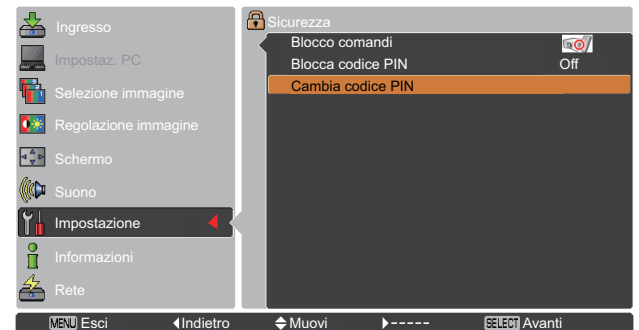 Ingresso
Impostaz. PC
Selezione immagine
Regolazione immagine
Schermo
Suono
Impostazione
Informazioni
Rete
Sicurezza
Blocco comandi
Blocca codice PIN Off
Cambia codice PIN
MENU Esci Indietro Muovi ----- SELECT Avanti